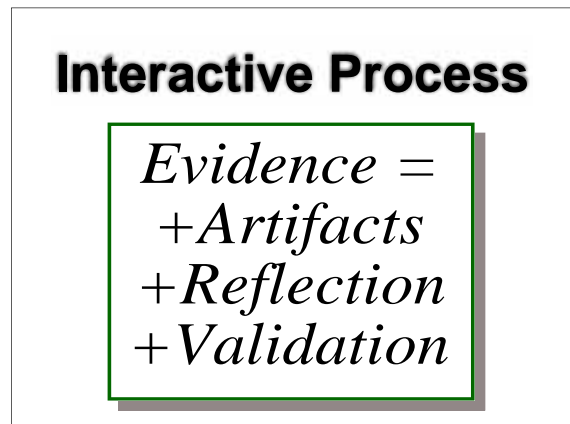 Interactive Process
Evidence =
+Artifacts
+Reflection
+Validation